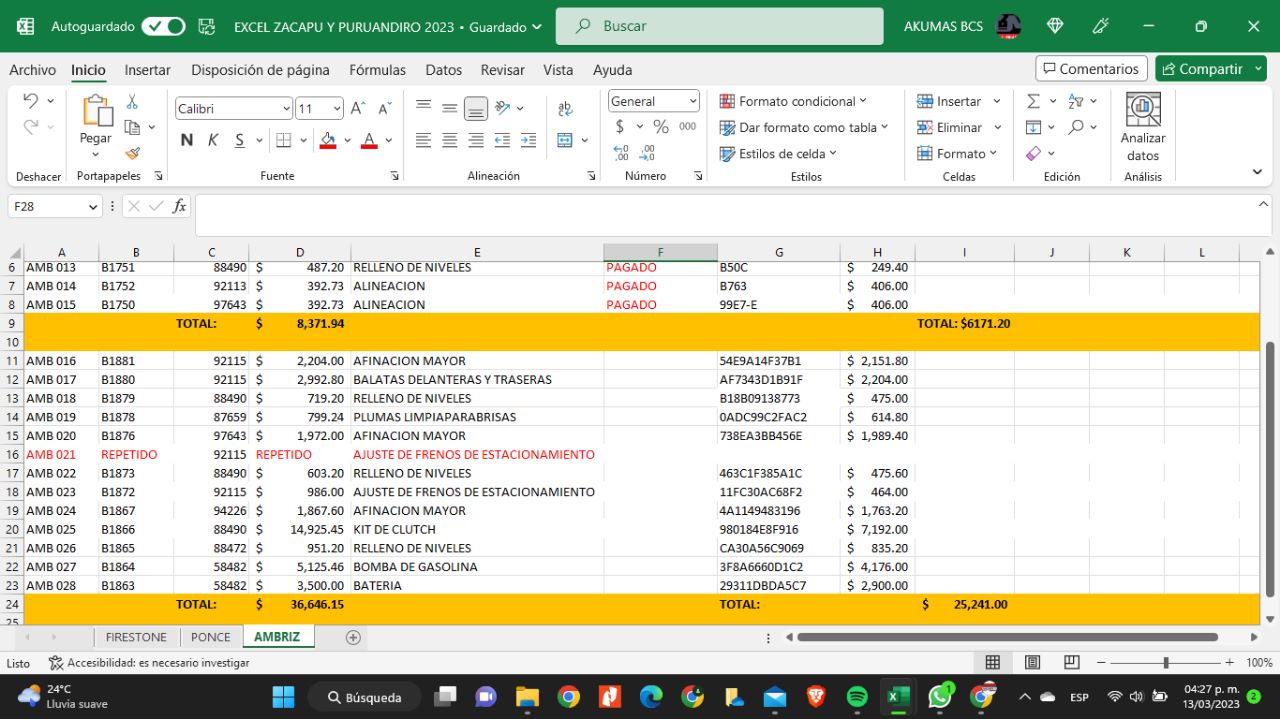 Autoguardado EXCEL ZACAPU Y PURUANDIRO 2023 • Guardado Buscar AKUMAS BCS
Archivo Inicio Insertar Disposición de página Fórmulas Datos Revisar Vista Ayuda Comentarios Compartir
Calibri 11 General Formato condicional Insertar
Pegar N K S A $ % 000 Dar formato como tabla Eliminar Analizar datos
Estilos de celda Formato
Deshacer Portapapeles Fuente Alineación Número Estilos Celdas Edición Análisis
F28 fx
A B C D E F G H I J K L
6 AMB 013 B1751 88490 $ 487.20 RELLENO DE NIVELES PAGADO B50C $ 249.40
7 AMB 014 B1752 92113 $ 392.73 ALINEACION PAGADO B763 $ 406.00
8 AMB 015 B1750 97643 $ 392.73 ALINEACION PAGADO 99E7-E $ 406.00
9 TOTAL: $ 8,371.94 TOTAL: $6171.20
10
11 AMB 016 B1881 92115 $ 2,204.00 AFINACION MAYOR 54E9A14F37B1 $ 2,151.80
12 AMB 017 B1880 92115 $ 2,992.80 BALATAS DELANTERAS Y TRASERAS AF7343D1B91F $ 2,204.00
13 AMB 018 B1879 88490 $ 719.20 RELLENO DE NIVELES B18B09138773 $ 475.00
14 AMB 019 B1878 87659 $ 799.24 PLUMAS LIMPIAPARABRISAS 0ADC99C2FAC2 $ 614.80
15 AMB 020 B1876 97643 $ 1,972.00 AFINACION MAYOR 738EA3BB456E $ 1,989.40
16 AMB 021 REPETIDO 92115 REPETIDO AJUSTE DE FRENOS DE ESTACIONAMIENTO
17 AMB 022 B1873 88490 $ 603.20 RELLENO DE NIVELES 463C1F385A1C $ 475.60
18 AMB 023 B1872 92115 $ 986.00 AJUSTE DE FRENOS DE ESTACIONAMIENTO 11FC30AC68F2 $ 464.00
19 AMB 024 B1867 94226 $ 1,867.60 AFINACION MAYOR 4A1149483196 $ 1,763.20
20 AMB 025 B1866 88490 $ 14,925.45 KIT DE CLUTCH 980184E8F916 $ 7,192.00
21 AMB 026 B1865 88472 $ 951.20 RELLENO DE NIVELES CA30A56C9069 $ 835.20
22 AMB 027 B1864 58482 $ 5,125.46 BOMBA DE GASOLINA 3F8A6660D1C2 $ 4,176.00
23 AMB 028 B1863 58482 $ 3,500.00 BATERIA 29311DBDA5C7 $ 2,900.00
24 TOTAL: $ 36,646.15 TOTAL: $ 25,241.00
25
FIRESTONE PONCE AMBRIZ
Listo Accesibilidad: es necesario investigar 100%
24°C Búsqueda 1 ESP 04:27 p. m.
Lluvia suave 13/03/2023 2